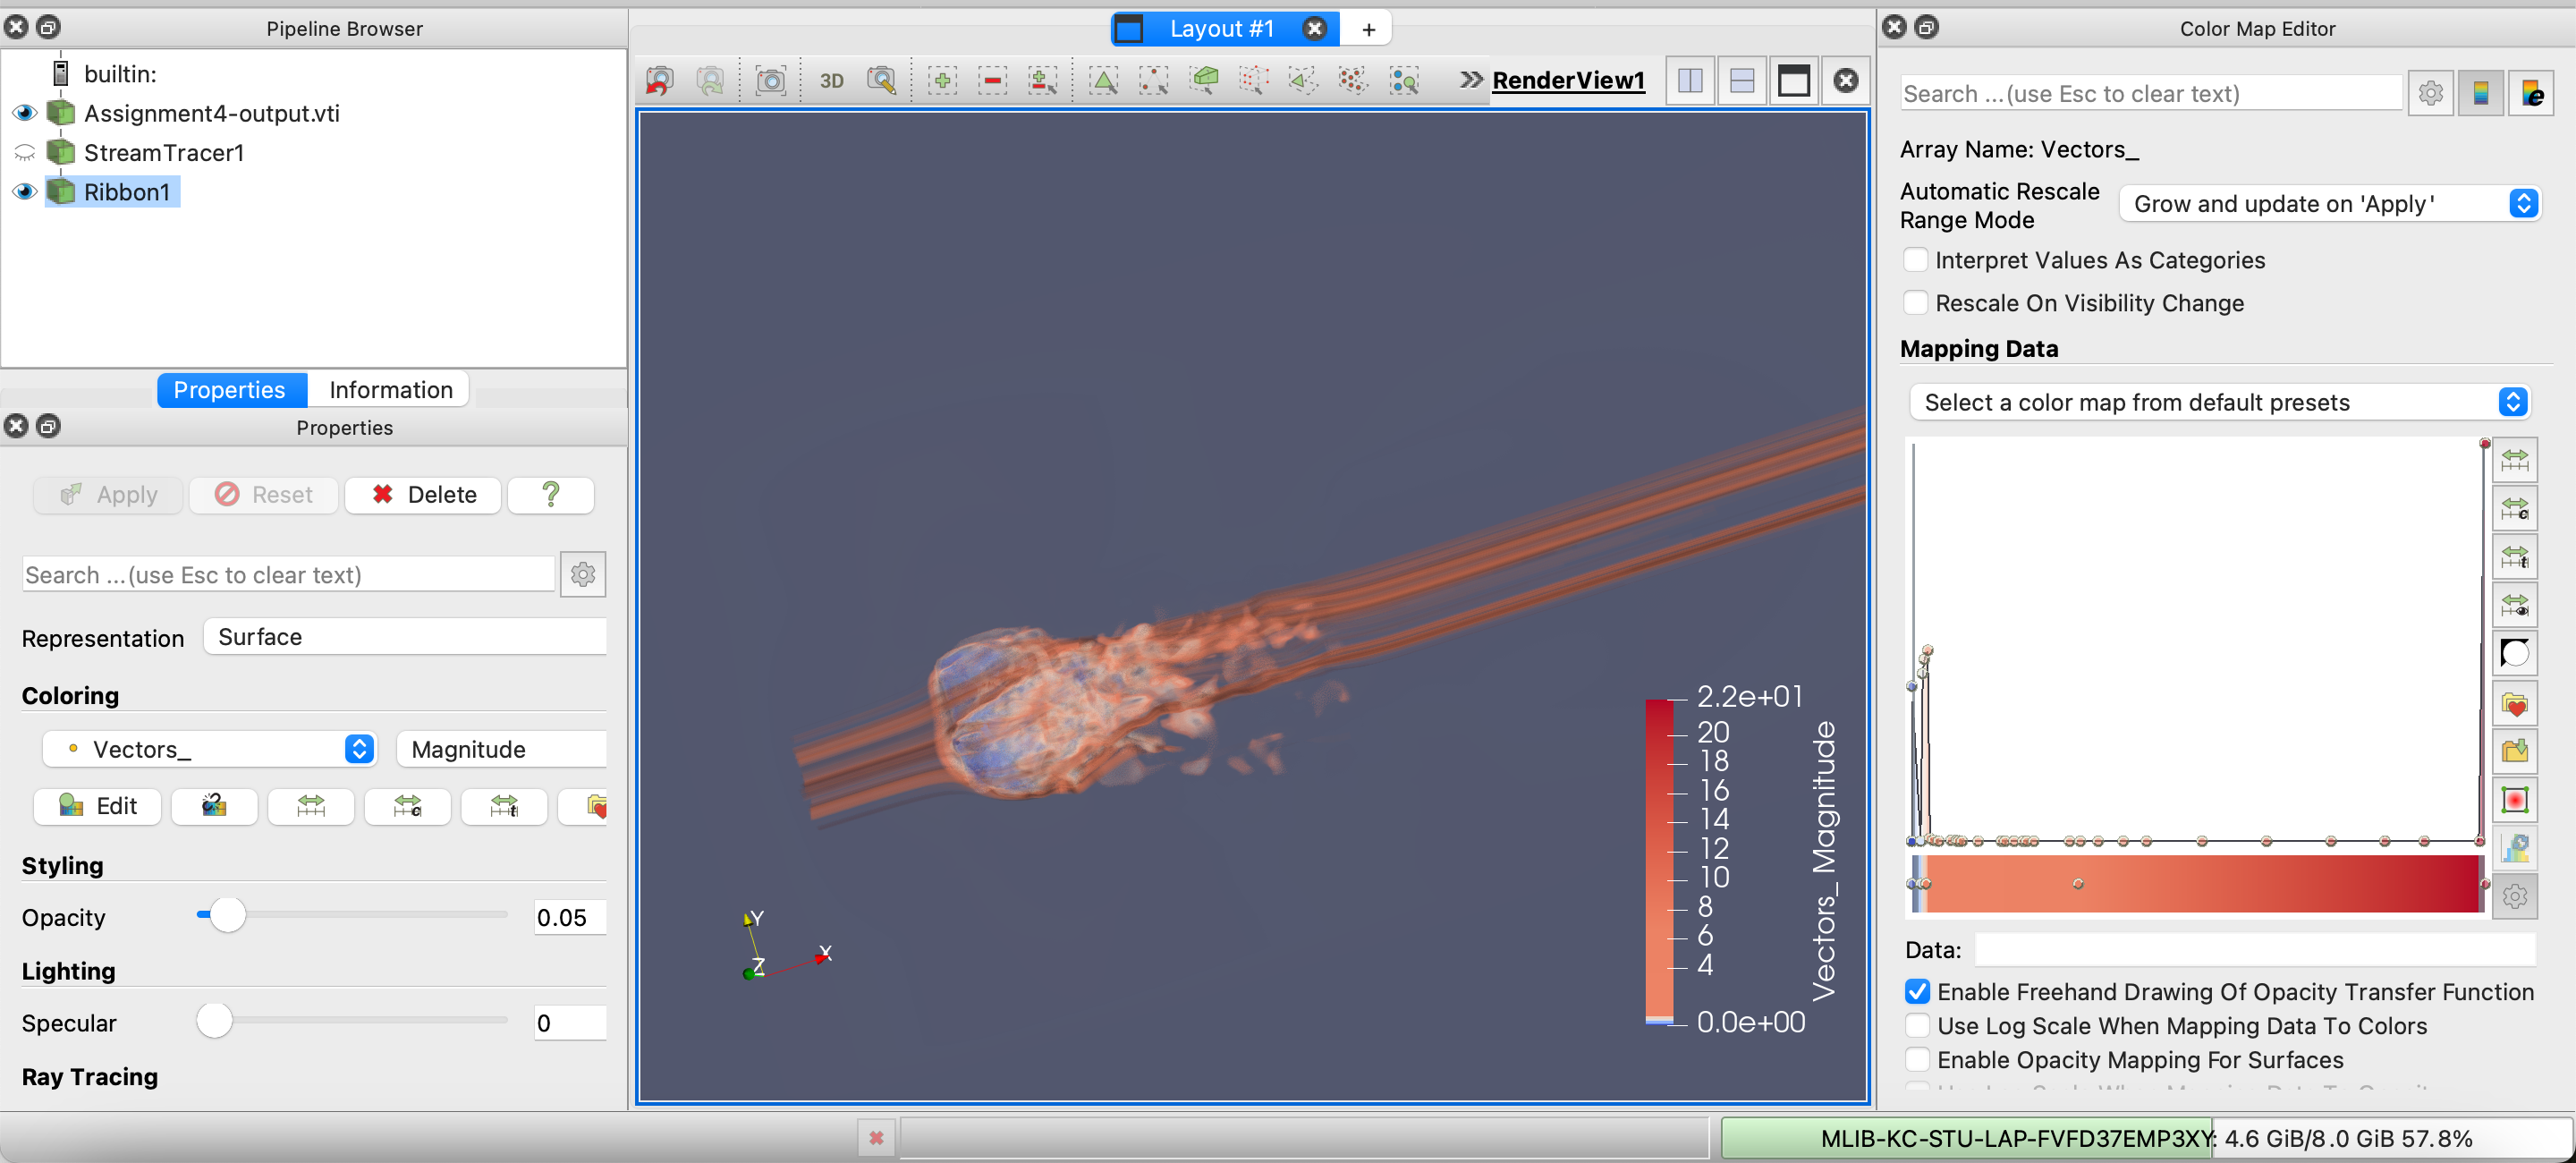 Pipeline Browser
builtin:
Assignment4-output.vti
StreamTracer1
Ribbon1
Properties
Information
Properties
Apply
Reset
Delete
?
Search ...(use Esc to clear text)
Representation
Surface
Coloring
Vectors_
Magnitude
Edit
c
t
Styling
Opacity
0.05
Lighting
Specular
0
Ray Tracing
Layout #1
+
3D
RenderView1
Y
X
Z
2.2e+01
20
18
16
14
12
10
8
6
4
0.0e+00
Vectors_ Magnitude
Color Map Editor
Search ...(use Esc to clear text)
e
Array Name: Vectors_
Automatic Rescale
Range Mode
Grow and update on 'Apply'
Interpret Values As Categories
Rescale On Visibility Change
Mapping Data
Select a color map from default presets
c
t
Data:
Enable Freehand Drawing Of Opacity Transfer Function
Use Log Scale When Mapping Data To Colors
Enable Opacity Mapping For Surfaces
MLIB-KC-STU-LAP-FVFD37EMP3XY: 4.6 GiB/8.0 GiB 57.8%